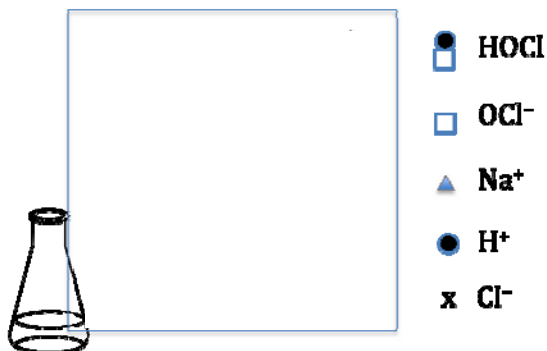 HOCl
OCl⁻
Na⁺
H⁺
x Cl⁻